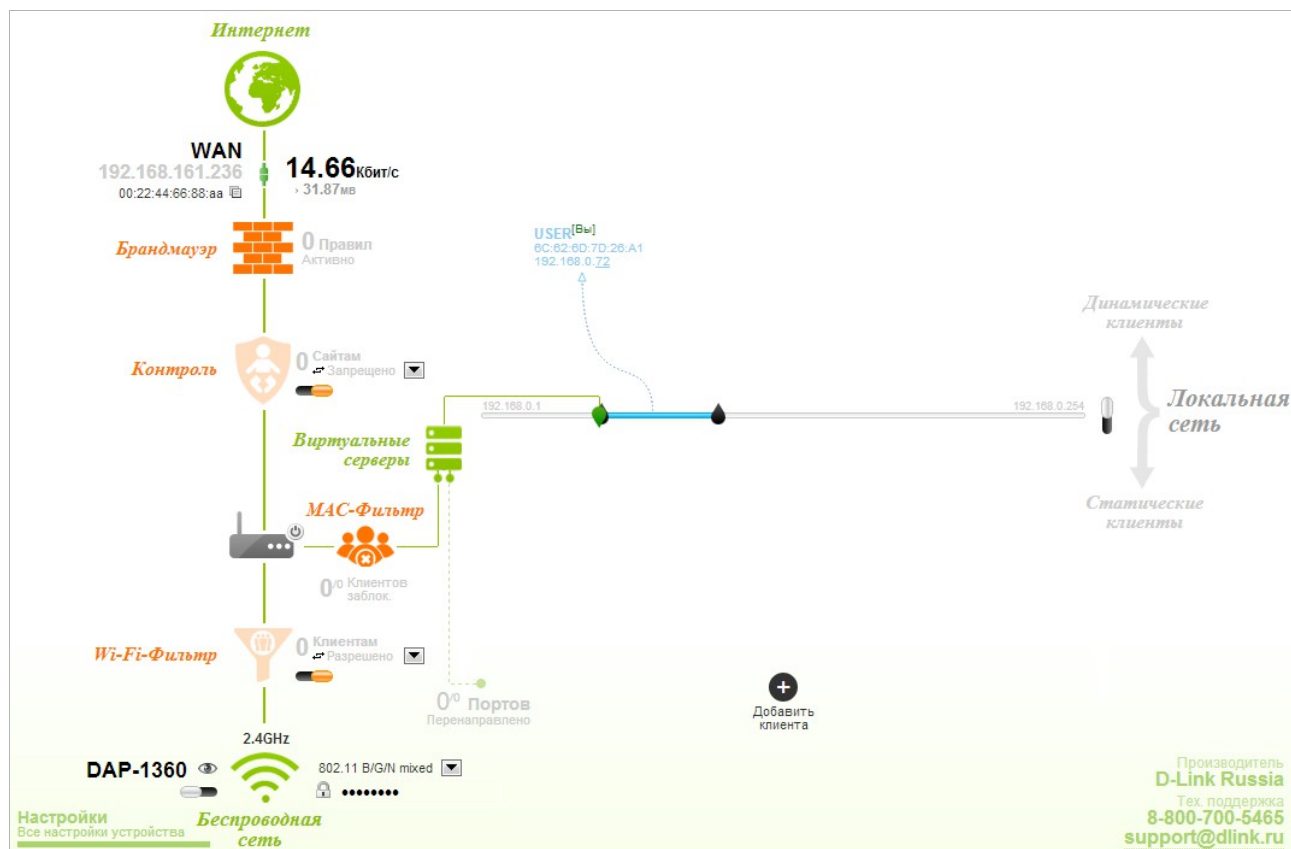 Интернет
WAN
192.168.161.236
00:22:44:66:88:aa
14.66Кбит/с
› 31.87мв
Брандмауэр
0 Правил
Активно
USER[Вы]
6C:62:6D:7D:26:A1
192.168.0.72
Динамические
клиенты
Контроль
0 Сайтам
Запрещено
192.168.0.1
192.168.0.254
Локальная
сеть
Виртуальные
серверы
Статические
клиенты
MAC-Фильтр
0/0 Клиентов
заблок.
Wi-Fi-Фильтр
0 Клиентам
Разрешено
0/0 Портов
Перенаправлено
Добавить
клиента
2.4GHz
DAP-1360
802.11 B/G/N mixed
••••••••
Беспроводная
сеть
Настройки
Все настройки устройства
Производитель
D-Link Russia
Тех. поддержка
8-800-700-5465
support@dlink.ru